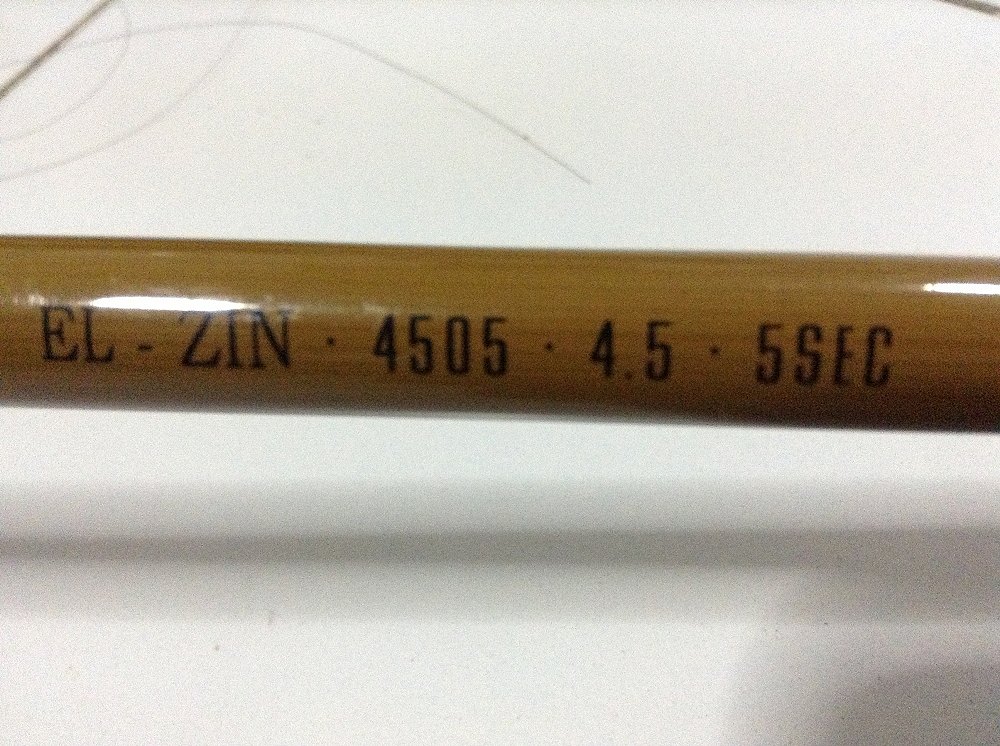 EL - ZIN · 4505 · 4.5 · 5SEC